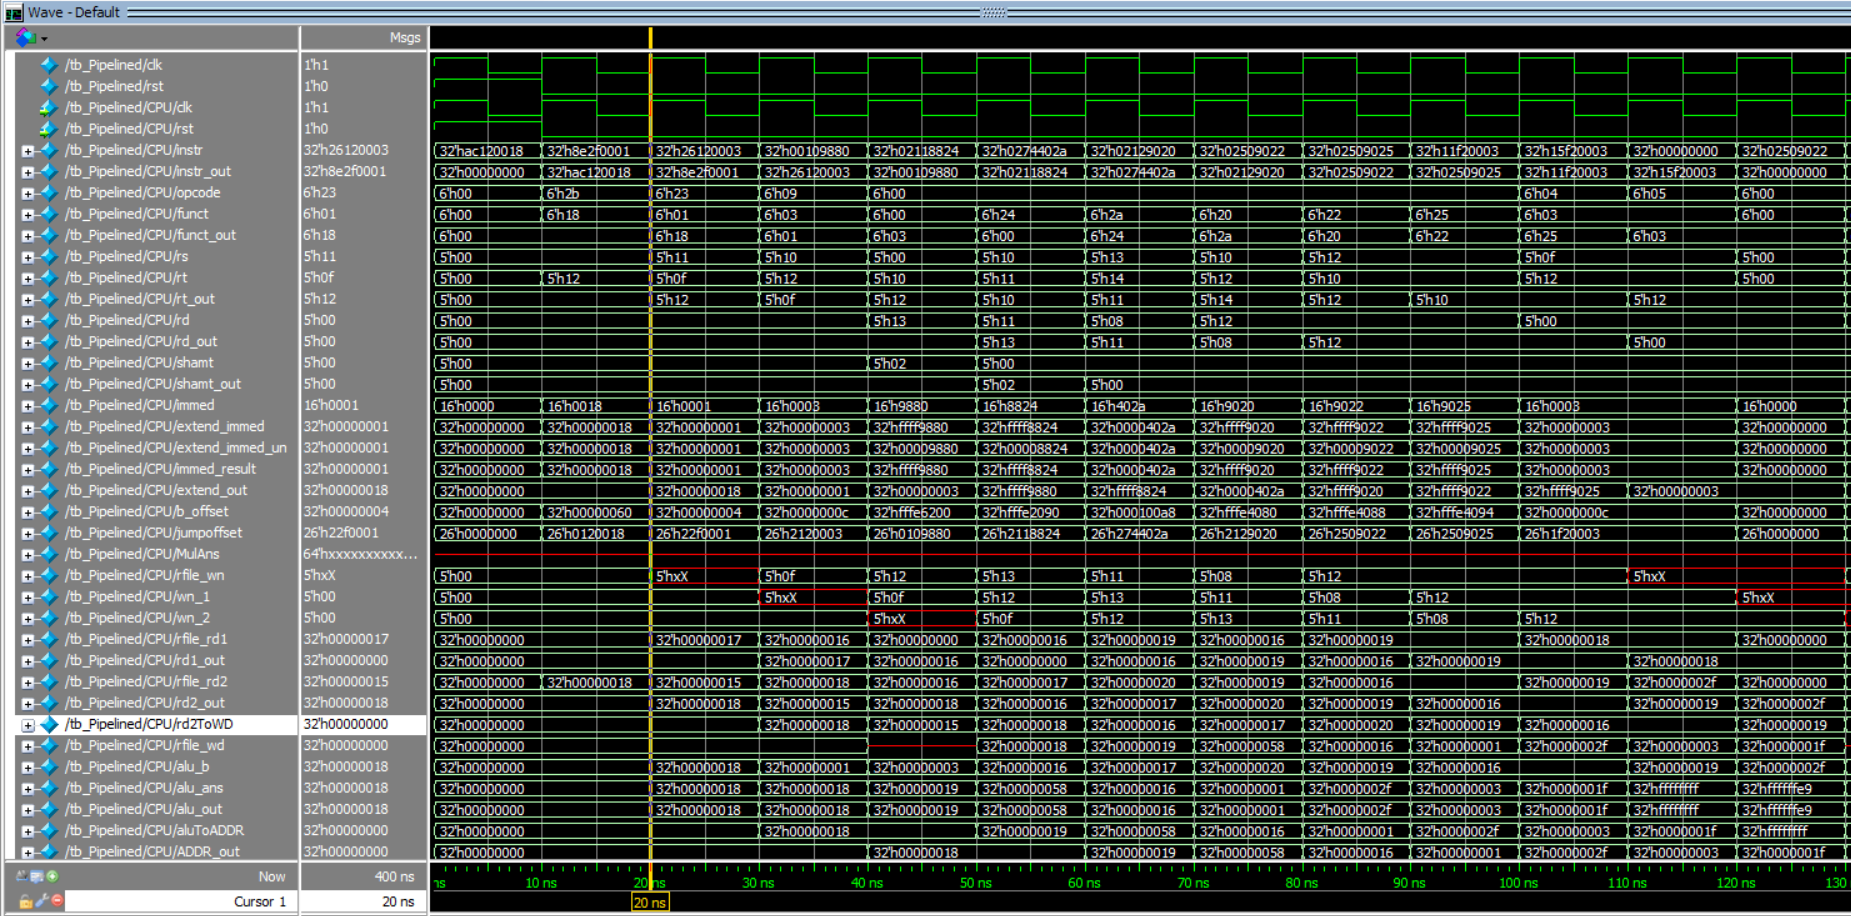 Wave - Default
Msgs
/tb_Pipelined/clk 1'h1
/tb_Pipelined/rst 1'h0
/tb_Pipelined/CPU/clk 1'h1
/tb_Pipelined/CPU/rst 1'h0
/tb_Pipelined/CPU/instr 32'h26120003 32'hac120018 32'h8e2f0001 32'h26120003 32'h00109880 32'h02118824 32'h0274402a 32'h02129020 32'h02509022 32'h02509025 32'h11f20003 32'h15f20003 32'h00000000 32'h02509022
/tb_Pipelined/CPU/instr_out 32'h8e2f0001 32'h00000000 32'hac120018 32'h8e2f0001 32'h26120003 32'h00109880 32'h02118824 32'h0274402a 32'h02129020 32'h02509022 32'h02509025 32'h11f20003 32'h15f20003 32'h00000000
/tb_Pipelined/CPU/opcode 6'h23 6'h00 6'h2b 6'h23 6'h09 6'h00 6'h04 6'h05 6'h00
/tb_Pipelined/CPU/funct 6'h01 6'h00 6'h18 6'h01 6'h03 6'h00 6'h24 6'h2a 6'h20 6'h22 6'h25 6'h03 6'h00
/tb_Pipelined/CPU/funct_out 6'h18 6'h00 6'h18 6'h01 6'h03 6'h00 6'h24 6'h2a 6'h20 6'h22 6'h25 6'h03
/tb_Pipelined/CPU/rs 5'h11 5'h00 5'h11 5'h10 5'h00 5'h10 5'h13 5'h10 5'h12 5'h0f 5'h00
/tb_Pipelined/CPU/rt 5'h0f 5'h00 5'h12 5'h0f 5'h12 5'h10 5'h11 5'h14 5'h12 5'h10 5'h12 5'h00
/tb_Pipelined/CPU/rt_out 5'h12 5'h00 5'h12 5'h0f 5'h12 5'h10 5'h11 5'h14 5'h12 5'h10 5'h12
/tb_Pipelined/CPU/rd 5'h00 5'h00 5'h13 5'h11 5'h08 5'h12 5'h00
/tb_Pipelined/CPU/rd_out 5'h00 5'h00 5'h13 5'h11 5'h08 5'h12 5'h00
/tb_Pipelined/CPU/shamt 5'h00 5'h00 5'h02 5'h00
/tb_Pipelined/CPU/shamt_out 5'h00 5'h00 5'h02 5'h00
/tb_Pipelined/CPU/immed 16'h0001 16'h0000 16'h0018 16'h0001 16'h0003 16'h9880 16'h8824 16'h402a 16'h9020 16'h9022 16'h9025 16'h0003 16'h0000
/tb_Pipelined/CPU/extend_immed 32'h00000001 32'h00000000 32'h00000018 32'h00000001 32'h00000003 32'hffff9880 32'hffff8824 32'h0000402a 32'hffff9020 32'hffff9022 32'hffff9025 32'h00000003 32'h00000000
/tb_Pipelined/CPU/extend_immed_un 32'h00000001 32'h00000000 32'h00000018 32'h00000001 32'h00000003 32'h00009880 32'h00008824 32'h0000402a 32'h00009020 32'h00009022 32'h00009025 32'h00000003 32'h00000000
/tb_Pipelined/CPU/immed_result 32'h00000001 32'h00000000 32'h00000018 32'h00000001 32'h00000003 32'hffff9880 32'hffff8824 32'h0000402a 32'hffff9020 32'hffff9022 32'hffff9025 32'h00000003 32'h00000000
/tb_Pipelined/CPU/extend_out 32'h00000018 32'h00000000 32'h00000018 32'h00000001 32'h00000003 32'hffff9880 32'hffff8824 32'h0000402a 32'hffff9020 32'hffff9022 32'hffff9025 32'h00000003
/tb_Pipelined/CPU/b_offset 32'h00000004 32'h00000000 32'h00000060 32'h00000004 32'h0000000c 32'hfffe6200 32'hfffe2090 32'h000100a8 32'hfffe4080 32'hfffe4088 32'hfffe4094 32'h0000000c 32'h00000000
/tb_Pipelined/CPU/jumpoffset 26'h22f0001 26'h0000000 26'h0120018 26'h22f0001 26'h2120003 26'h0109880 26'h2118824 26'h274402a 26'h2129020 26'h2509022 26'h2509025 26'h1f20003 26'h0000000
/tb_Pipelined/CPU/MulAns 64'hxxxxxxxxxx...
/tb_Pipelined/CPU/rfile_wn 5'hxX 5'h00 5'hxX 5'h0f 5'h12 5'h13 5'h11 5'h08 5'h12 5'hxX
/tb_Pipelined/CPU/wn_1 5'h00 5'h00 5'hxX 5'h0f 5'h12 5'h13 5'h11 5'h08 5'h12 5'hxX
/tb_Pipelined/CPU/wn_2 5'h00 5'h00 5'hxX 5'h0f 5'h12 5'h13 5'h11 5'h08 5'h12
/tb_Pipelined/CPU/rfile_rd1 32'h00000017 32'h00000000 32'h00000017 32'h00000016 32'h00000000 32'h00000016 32'h00000019 32'h00000016 32'h00000019 32'h00000018 32'h00000000
/tb_Pipelined/CPU/rd1_out 32'h00000000 32'h00000000 32'h00000017 32'h00000016 32'h00000000 32'h00000016 32'h00000019 32'h00000016 32'h00000019 32'h00000018
/tb_Pipelined/CPU/rfile_rd2 32'h00000015 32'h00000000 32'h00000018 32'h00000015 32'h00000018 32'h00000016 32'h00000017 32'h00000020 32'h00000019 32'h00000016 32'h00000019 32'h0000002f 32'h00000000
/tb_Pipelined/CPU/rd2_out 32'h00000018 32'h00000000 32'h00000018 32'h00000015 32'h00000018 32'h00000016 32'h00000017 32'h00000020 32'h00000019 32'h00000016 32'h00000019 32'h0000002f
/tb_Pipelined/CPU/rd2ToWD 32'h00000000 32'h00000000 32'h00000018 32'h00000015 32'h00000018 32'h00000016 32'h00000017 32'h00000020 32'h00000019 32'h00000016 32'h00000019
/tb_Pipelined/CPU/rfile_wd 32'h00000000 32'h00000000 32'h00000018 32'h00000019 32'h00000058 32'h00000016 32'h00000001 32'h0000002f 32'h00000003 32'h0000001f
/tb_Pipelined/CPU/alu_b 32'h00000018 32'h00000000 32'h00000018 32'h00000001 32'h00000003 32'h00000016 32'h00000017 32'h00000020 32'h00000019 32'h00000016 32'h00000019 32'h0000002f
/tb_Pipelined/CPU/alu_ans 32'h00000018 32'h00000000 32'h00000018 32'h00000018 32'h00000019 32'h00000058 32'h00000016 32'h00000001 32'h0000002f 32'h00000003 32'h0000001f 32'hffffffff 32'hffffffe9
/tb_Pipelined/CPU/alu_out 32'h00000018 32'h00000000 32'h00000018 32'h00000018 32'h00000019 32'h00000058 32'h00000016 32'h00000001 32'h0000002f 32'h00000003 32'h0000001f 32'hffffffff 32'hffffffe9
/tb_Pipelined/CPU/aluToADDR 32'h00000000 32'h00000000 32'h00000018 32'h00000019 32'h00000058 32'h00000016 32'h00000001 32'h0000002f 32'h00000003 32'h0000001f 32'hffffffff
/tb_Pipelined/CPU/ADDR_out 32'h00000000 32'h00000000 32'h00000018 32'h00000019 32'h00000058 32'h00000016 32'h00000001 32'h0000002f 32'h00000003 32'h0000001f
Now 400 ns ns 10 ns 20 ns 30 ns 40 ns 50 ns 60 ns 70 ns 80 ns 90 ns 100 ns 110 ns 120 ns 130
Cursor 1 20 ns 20 ns